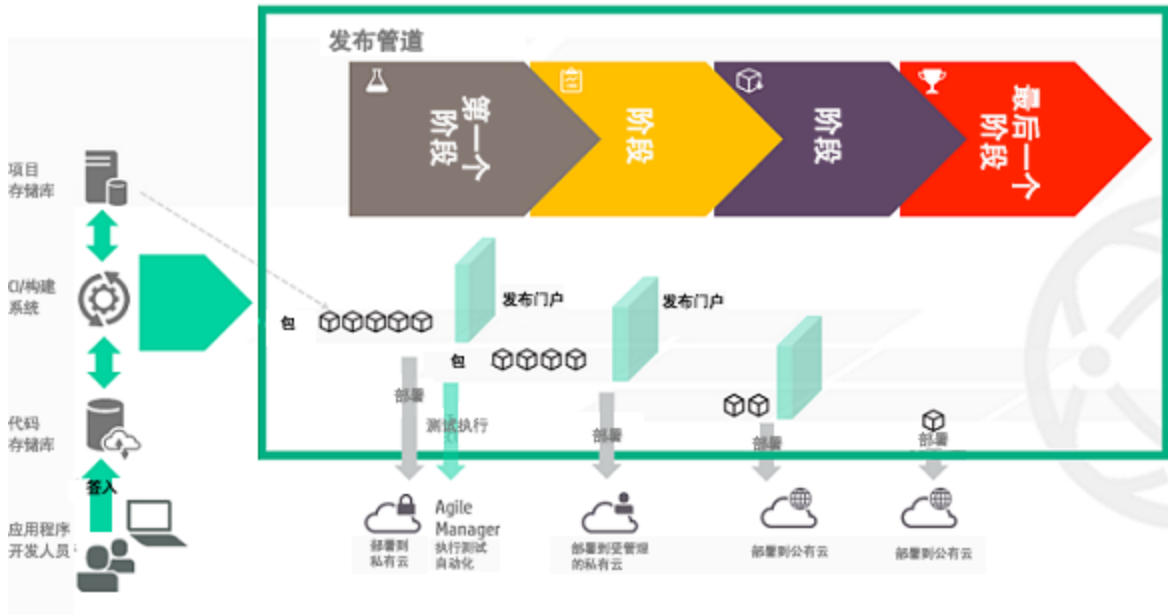 发布管道
第一个
阶段
阶段
阶段
最后一个
阶段
项目
存储库
CI/构建
系统
代码
存储库
签入
应用程序
开发人员
包
发布门户
包
发布门户
部署
测试执行
部署
部署
部署
部署到
私有云
Agile
Manager
执行测试
自动化
部署到受管理
的私有云
部署到公有云
部署到公有云